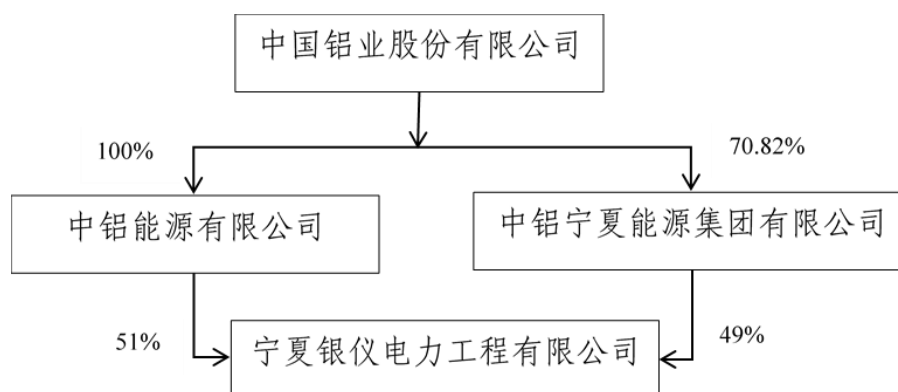 中国铝业股份有限公司
100%
70.82%
中铝能源有限公司
中铝宁夏能源集团有限公司
51%
宁夏银仪电力工程有限公司
49%